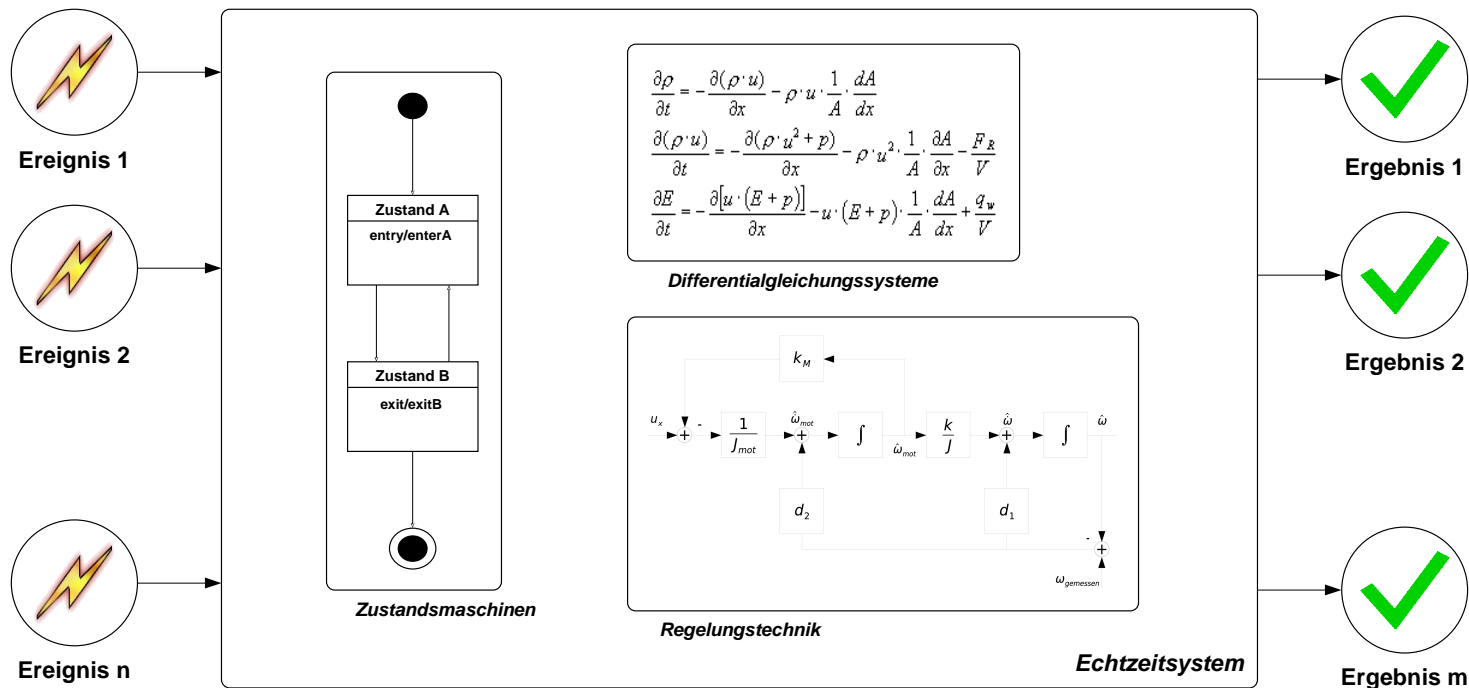 Ereignis 1
Ereignis 2
Ereignis n
Zustand A
entry/enterA
Zustand B
exit/exitB
Zustandsmaschinen
∂ρ/∂t = −∂(ρ·u)/∂x − ρ·u·1/A·dA/dx
∂(ρ·u)/∂t = −∂(ρ·u²+p)/∂x − ρ·u²·1/A·∂A/∂x − F_R/V
∂E/∂t = −∂[u·(E+p)]/∂x − u·(E+p)·1/A·dA/dx + q_w/V
Differentialgleichungssysteme
k_M
u_x + - 1/J_mot ω̂_mot + ∫ ω̂_mot k/J ω̂ + ∫ ω̂
d_2 d_1
- +
ω_gemessen
Regelungstechnik
Echtzeitsystem
Ergebnis 1
Ergebnis 2
Ergebnis m